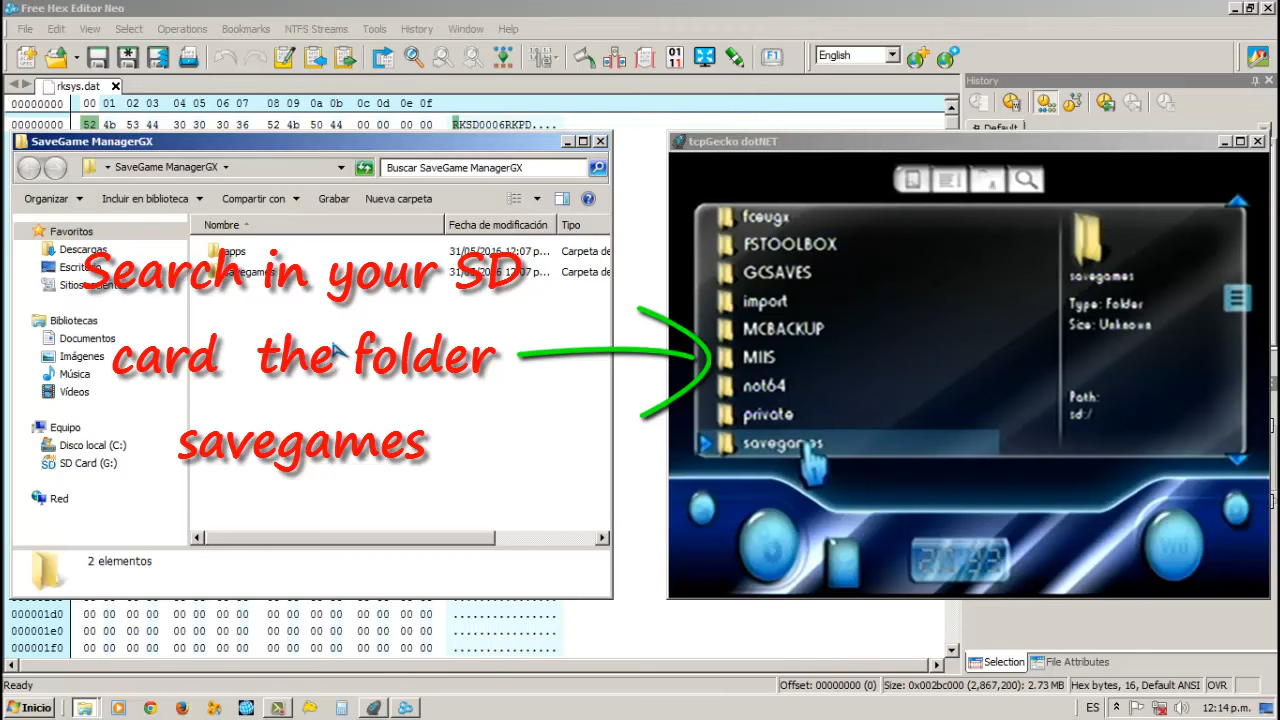 Free Hex Editor Neo
File Edit View Select Operations Bookmarks NTFS Streams Tools History Window Help
English
rksys.dat
History
00000000 00 01 02 03 04 05 06 07 08 09 0a 0b 0c 0d 0e 0f
00000000 52 4b 53 44 30 30 30 36 52 4b 50 44 00 00 00 00 RKSD0006RKPD....
Default
SaveGame ManagerGX
SaveGame ManagerGX
Buscar SaveGame ManagerGX
Organizar Incluir en biblioteca Compartir con Grabar Nueva carpeta
Nombre Fecha de modificación Tipo
Favoritos
Descargas
Bibliotecas
Documentos
Imágenes
Música
Vídeos
Equipo
Disco local (C:)
SD Card (G:)
Red
apps 31/05/2016 12:07 p... Carpeta de
savegames Carpeta de
2 elementos
Search in your SD
card the folder
savegames
tcpGecko dotNET
fceugx
FSTOOLBOX
GCSAVES
import
MCBACKUP
MIIS
not64
private
savegames
savegames
Type: Folder
Size: Unknown
Path:
sd:/
20:33
Wii
000001d0 00 00 00 00 00 00 00 00 00 00 00 00 00 00 00 00 ................
000001e0 00 00 00 00 00 00 00 00 00 00 00 00 00 00 00 00 ................
000001f0 00 00 00 00 00 00 00 00 00 00 00 00 00 00 00 00 ................
Selection File Attributes
Ready Offset: 00000000 (0) Size: 0x002bc000 (2,867,200): 2.73 MB Hex bytes, 16, Default ANSI OVR
Inicio ES 12:14 p.m.